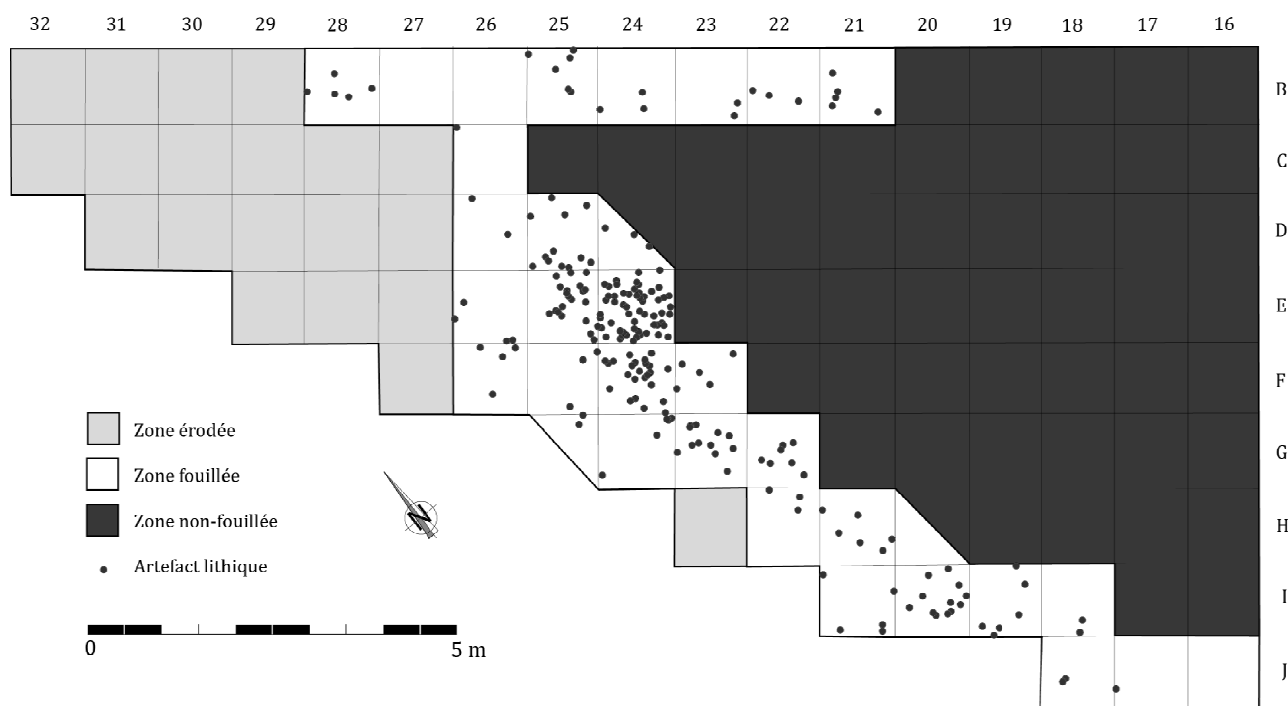 32 31 30 29 28 27 26 25 24 23 22 21 20 19 18 17 16
B
C
D
E
F
G
H
I
J
Zone érodée
Zone fouillée
Zone non-fouillée
Artefact lithique
N
0 5 m